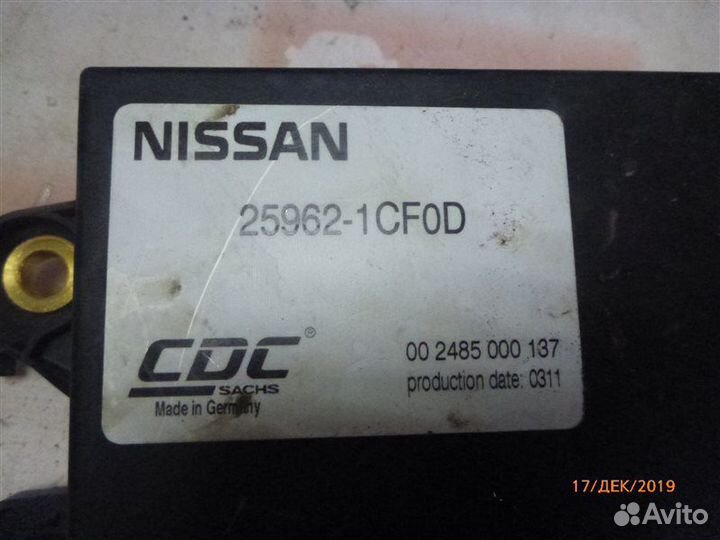 NISSAN
25962-1CF0D
CDC®
SACHS
Made in Germany
00 2485 000 137
production date: 0311
17/ДЕК/2019
Avito